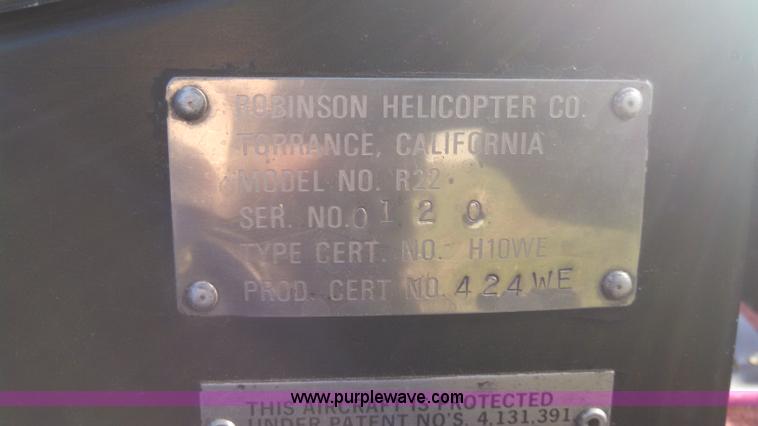 ROBINSON HELICOPTER CO.
TORRANCE, CALIFORNIA
MODEL NO. R22
SER. NO. 0120
TYPE CERT. NO. H10WE
PROD. CERT NO. 424WE
www.purplewave.com
THIS AIRCRAFT IS PROTECTED
UNDER PATENT NO'S. 4,131,391